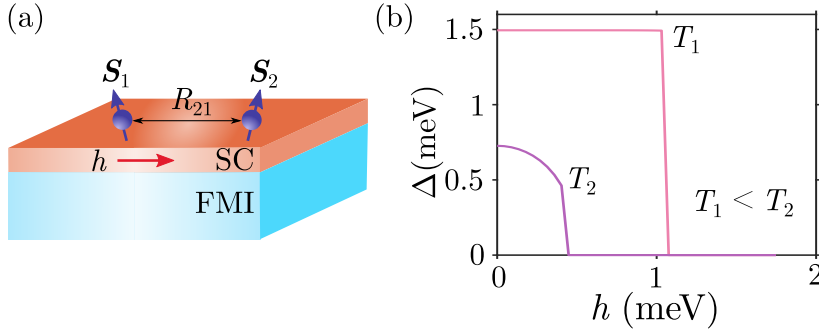 (a)
S₁
S₂
R₂₁
h
SC
FMI
(b)
Δ(meV)
1.5
1
0.5
0
T₁
T₂
T₁ < T₂
0
1
2
h (meV)